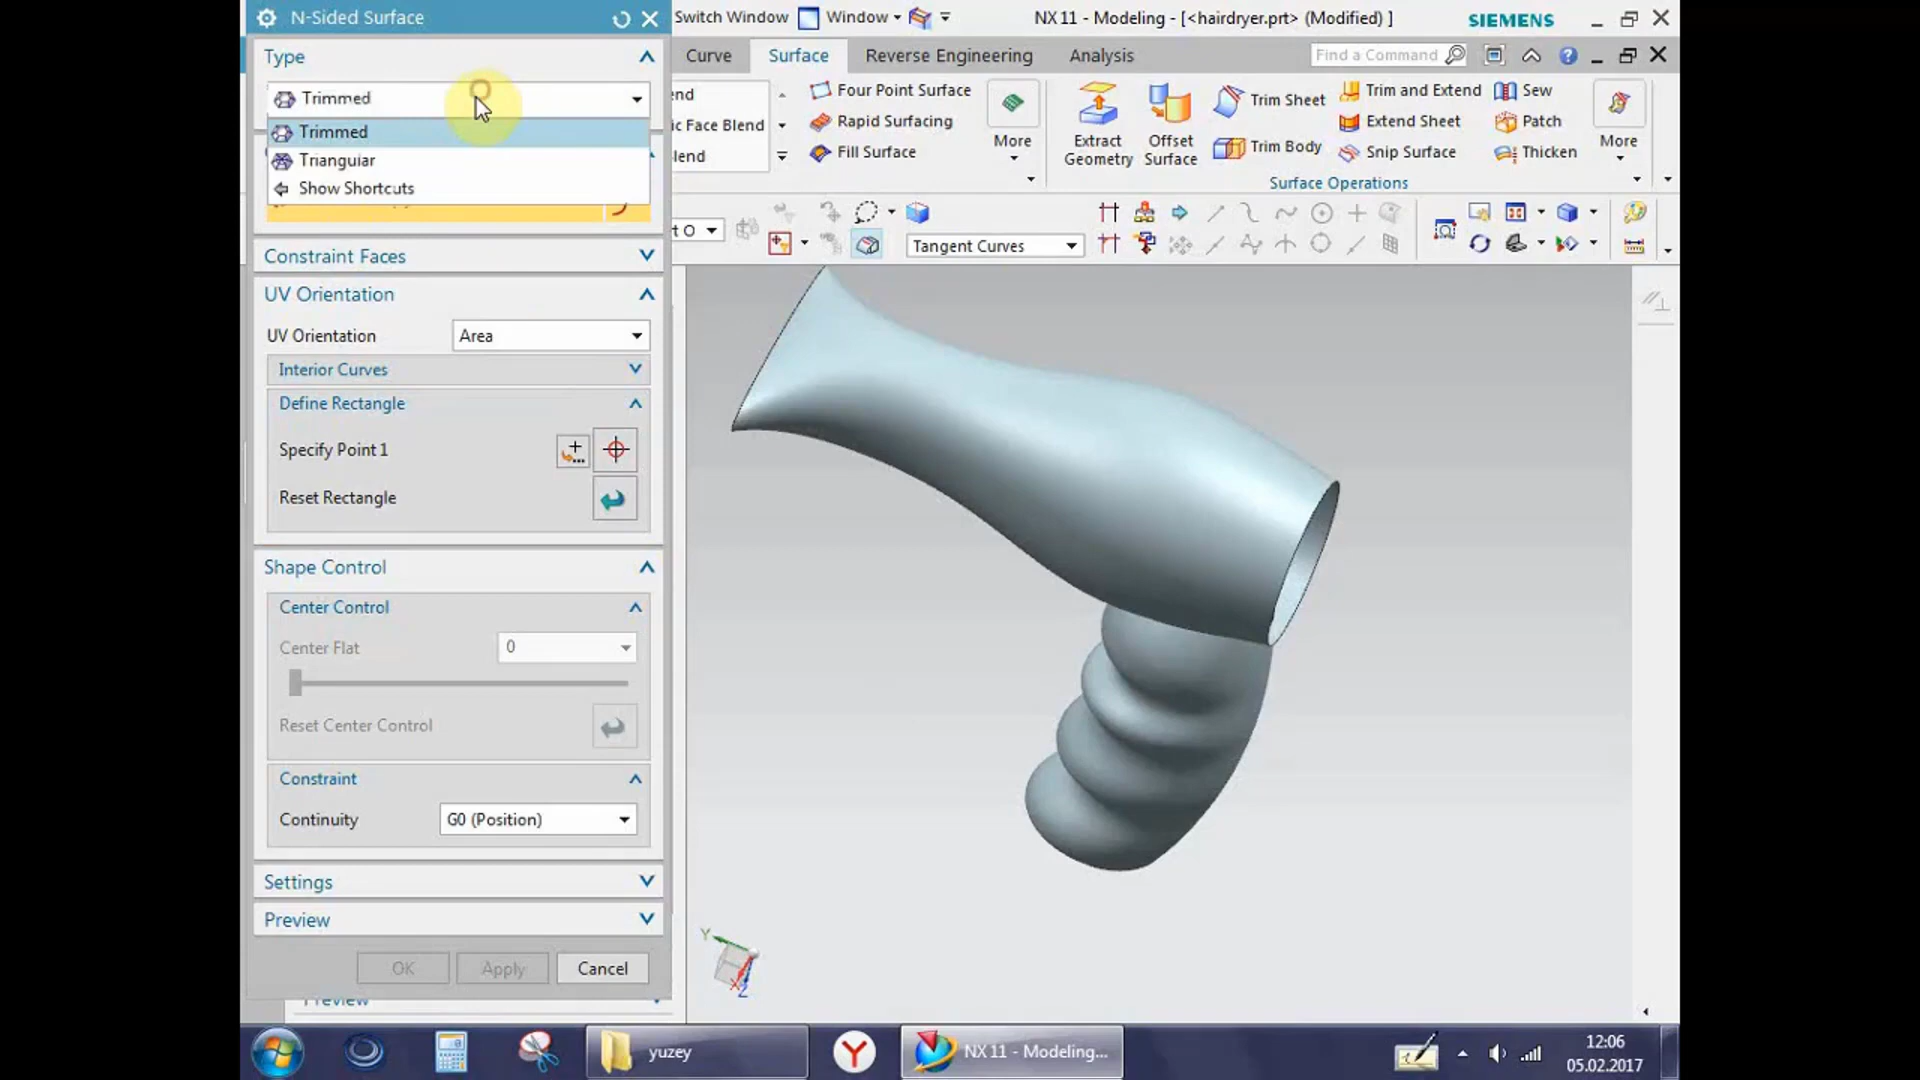 N-Sided Surface
Switch Window
Window
NX 11 - Modeling - [<hairdryer.prt> (Modified) ]
SIEMENS
Type
Curve
Surface
Reverse Engineering
Analysis
Find a Command
Trimmed
Trimmed
Triangular
Show Shortcuts
end
ic Face Blend
lend
Four Point Surface
Rapid Surfacing
Fill Surface
More
Extract Geometry
Offset Surface
Trim Sheet
Trim Body
Trim and Extend
Extend Sheet
Snip Surface
Sew
Patch
Thicken
More
Surface Operations
t O
Tangent Curves
Constraint Faces
UV Orientation
UV Orientation
Area
Interior Curves
Define Rectangle
Specify Point 1
Reset Rectangle
Shape Control
Center Control
Center Flat
0
Reset Center Control
Constraint
Continuity
G0 (Position)
Settings
Preview
OK
Apply
Cancel
Preview
Y
X
Z
yuzey
NX 11 - Modeling...
12:06
05.02.2017